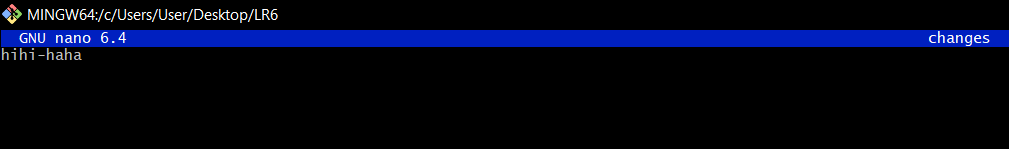 MINGW64:/c/Users/User/Desktop/LR6
GNU nano 6.4 changes
hihi-haha